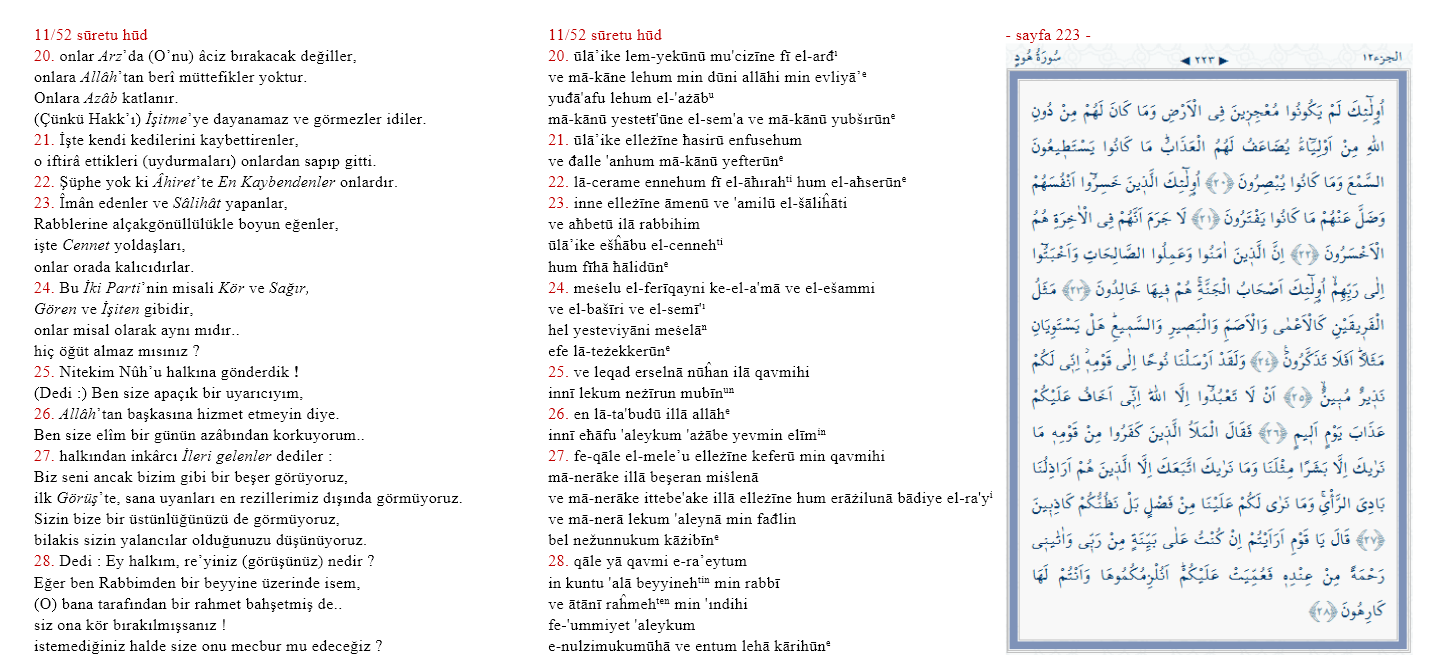 11/52 sūretu hūd
20. onlar Arz’da (O’nu) âciz bırakacak değiller,
onlara Allâh’tan berî müttefikler yoktur.
Onlara Azâb katlanır.
(Çünkü Hakk’ı) İşitme’ye dayanamaz ve görmezler idiler.
21. İşte kendi kedilerini kaybettirenler,
o iftirâ ettikleri (uydurmaları) onlardan sapıp gitti.
22. Şüphe yok ki Âhiret’te En Kaybendenler onlardır.
23. Îmân edenler ve Sâlihât yapanlar,
Rabblerine alçakgönüllülükle boyun eğenler,
işte Cennet yoldaşları,
onlar orada kalıcıdırlar.
24. Bu İki Parti’nin misali Kör ve Sağır,
Gören ve İşiten gibidir,
onlar misal olarak aynı mıdır..
hiç öğüt almaz mısınız ?
25. Nitekim Nûh’u halkına gönderdik !
(Dedi :) Ben size apaçık bir uyarıcıyım,
26. Allâh’tan başkasına hizmet etmeyin diye.
Ben size elîm bir günün azâbından korkuyorum..
27. halkından inkârcı İleri gelenler dediler :
Biz seni ancak bizim gibi bir beşer görüyoruz,
ilk Görüş’te, sana uyanları en rezillerimiz dışında görmüyoruz.
Sizin bize bir üstünlüğünüzü de görmüyoruz,
bilakis sizin yalancılar olduğunuzu düşünüyoruz.
28. Dedi : Ey halkım, re’yiniz (görüşünüz) nedir ?
Eğer ben Rabbimden bir beyyine üzerinde isem,
(O) bana tarafından bir rahmet bahşetmiş de..
siz ona kör bırakılmışsanız !
istemediğiniz halde size onu mecbur mu edeceğiz ?
11/52 sūretu hūd
20. ūlā’ike lem-yekūnū mu'cizīne fī el-arđⁱ
ve mā-kāne lehum min dūni allāhi min evliyā’ᵉ
yuđā'afu lehum el-'ażābᵘ
mā-kānū yesteṭī'ūne el-sem'a ve mā-kānū yubšırūnᵉ
21. ūlā’ike elleżīne ħasirū enfusehum
ve đalle 'anhum mā-kānū yefterūnᵉ
22. lā-cerame ennehum fī el-āħırahᵗⁱ hum el-aħserūnᵉ
23. inne elleżīne āmenū ve 'amilū el-šāliĥāti
ve aħbetū ilā rabbihim
ūlā’ike ešĥābu el-cennehᵗⁱ
hum fīhā ħālidūnᵉ
24. meŝelu el-ferīqayni ke-el-a'mā ve el-ešammi
ve el-bašīri ve el-semī'ⁱ
hel yesteviyāni meŝelāⁿ
efe lā-teżekkerūnᵉ
25. ve leqad erselnā nūĥan ilā qavmihi
innī lekum neżīrun mubīnᵘⁿ
26. en lā-ta'budū illā allāhᵉ
innī eħāfu 'aleykum 'ażābe yevmin elīmⁱⁿ
27. fe-qāle el-mele’u elleżīne keferū min qavmihi
mā-nerāke illā beşeran miŝlenā
ve mā-nerāke ittebe'ake illā elleżīne hum erāżilunā bādiye el-ra'yⁱ
ve mā-nerā lekum 'aleynā min fađlin
bel nežunnukum kāżibīnᵉ
28. qāle yā qavmi e-ra’eytum
in kuntu 'alā beyyinehᵗⁱⁿ min rabbī
ve ātānī raĥmehᵗᵉⁿ min 'ındihi
fe-'ummiyet 'aleykum
e-nulzimukumūhā ve entum lehā kārihūnᵉ
- sayfa 223 -
سُورَةُ هُودٍ ◀ ٢٢٣ ▶ الجزء ١٢
اُو۬لٰٓئِكَ لَمْ يَكُونُوا مُعْجِز۪ينَ فِى الْاَرْضِ وَمَا كَانَ لَهُمْ مِنْ دُونِ
اللّٰهِ مِنْ اَوْلِيَٓاءَۢ يُضَاعَفُ لَهُمُ الْعَذَابُۜ مَا كَانُوا يَسْتَط۪يعُونَ
السَّمْعَ وَمَا كَانُوا يُبْصِرُونَ ﴿٢٠﴾ اُو۬لٰٓئِكَ الَّذ۪ينَ خَسِرُٓوا اَنْفُسَهُمْ
وَضَلَّ عَنْهُمْ مَا كَانُوا يَفْتَرُونَ ﴿٢١﴾ لَا جَرَمَ اَنَّهُمْ فِى الْاٰخِرَةِ هُمُ
الْاَخْسَرُونَ ﴿٢٢﴾ اِنَّ الَّذ۪ينَ اٰمَنُوا وَعَمِلُوا الصَّالِحَاتِ وَاَخْبَتُٓوا
اِلٰى رَبِّهِمْۙ اُو۬لٰٓئِكَ اَصْحَابُ الْجَنَّةِۚ هُمْ ف۪يهَا خَالِدُونَ ﴿٢٣﴾ مَثَلُ
الْفَر۪يقَيْنِ كَالْاَعْمٰى وَالْاَصَمِّ وَالْبَص۪يرِ وَالسَّم۪يعِۜ هَلْ يَسْتَوِيَانِ
مَثَلًاۜ اَفَلَا تَذَكَّرُونَ۟ ﴿٢٤﴾ وَلَقَدْ اَرْسَلْنَا نُوحًا اِلٰى قَوْمِه۪ۘ اِنّ۪ى لَكُمْ
نَذ۪يرٌ مُب۪ينٌۙ ﴿٢٥﴾ اَنْ لَا تَعْبُدُٓوا اِلَّا اللّٰهَۜ اِنّ۪ٓى اَخَافُ عَلَيْكُمْ
عَذَابَ يَوْمٍ اَل۪يمٍ ﴿٢٦﴾ فَقَالَ الْمَلَاُ الَّذ۪ينَ كَفَرُوا مِنْ قَوْمِه۪ مَا
نَرٰيكَ اِلَّا بَشَرًا مِثْلَنَا وَمَا نَرٰيكَ اتَّبَعَكَ اِلَّا الَّذ۪ينَ هُمْ اَرَاذِلُنَا
بَادِىَ الرَّأْىِۚ وَمَا نَرٰى لَكُمْ عَلَيْنَا مِنْ فَضْلٍ بَلْ نَظُنُّكُمْ كَاذِب۪ينَ
﴿٢٧﴾ قَالَ يَا قَوْمِ اَرَاَيْتُمْ اِنْ كُنْتُ عَلٰى بَيِّنَةٍ مِنْ رَبّ۪ى وَاٰتٰين۪ى
رَحْمَةً مِنْ عِنْدِه۪ فَعُمِّيَتْ عَلَيْكُمْۜ اَنُلْزِمُكُمُوهَا وَاَنْتُمْ لَهَا
كَارِهُونَ ﴿٢٨﴾